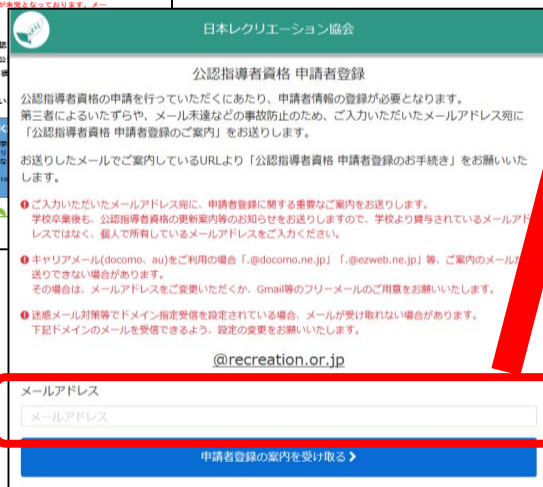 が未完となっております。メー
日本レクリエーション協会
公認指導者資格 申請者登録
公認指導者資格の申請を行っていただくにあたり、申請者情報の登録が必要となります。
第三者によるいたずらや、メール未達などの事故防止のため、ご入力いただいたメールアドレス宛に
「公認指導者資格 申請者登録のご案内」をお送りします。
お送りしたメールでご案内しているURLより「公認指導者資格 申請者登録のお手続き」をお願いいた
します。
ご入力いただいたメールアドレス宛に、申請者登録に関する重要なご案内をお送りします。
学校卒業後も、公認指導者資格の更新案内等のお知らせをお送りしますので、学校より貸与されているメールアド
レスではなく、個人で所有しているメールアドレスをご入力ください。
キャリアメール(docomo、au)をご利用の場合「.@docomo.ne.jp」「.@ezweb.ne.jp」等、ご案内のメールが
送りできない場合があります。
その場合は、メールアドレスをご変更いただくか、Gmail等のフリーメールのご用意をお願いいたします。
迷惑メール対策等でドメイン指定受信を設定されている場合、メールが受け取れない場合があります。
下記ドメインのメールを受信できるよう、設定の変更をお願いいたします。
@recreation.or.jp
メールアドレス
メールアドレス
申請者登録の案内を受け取る